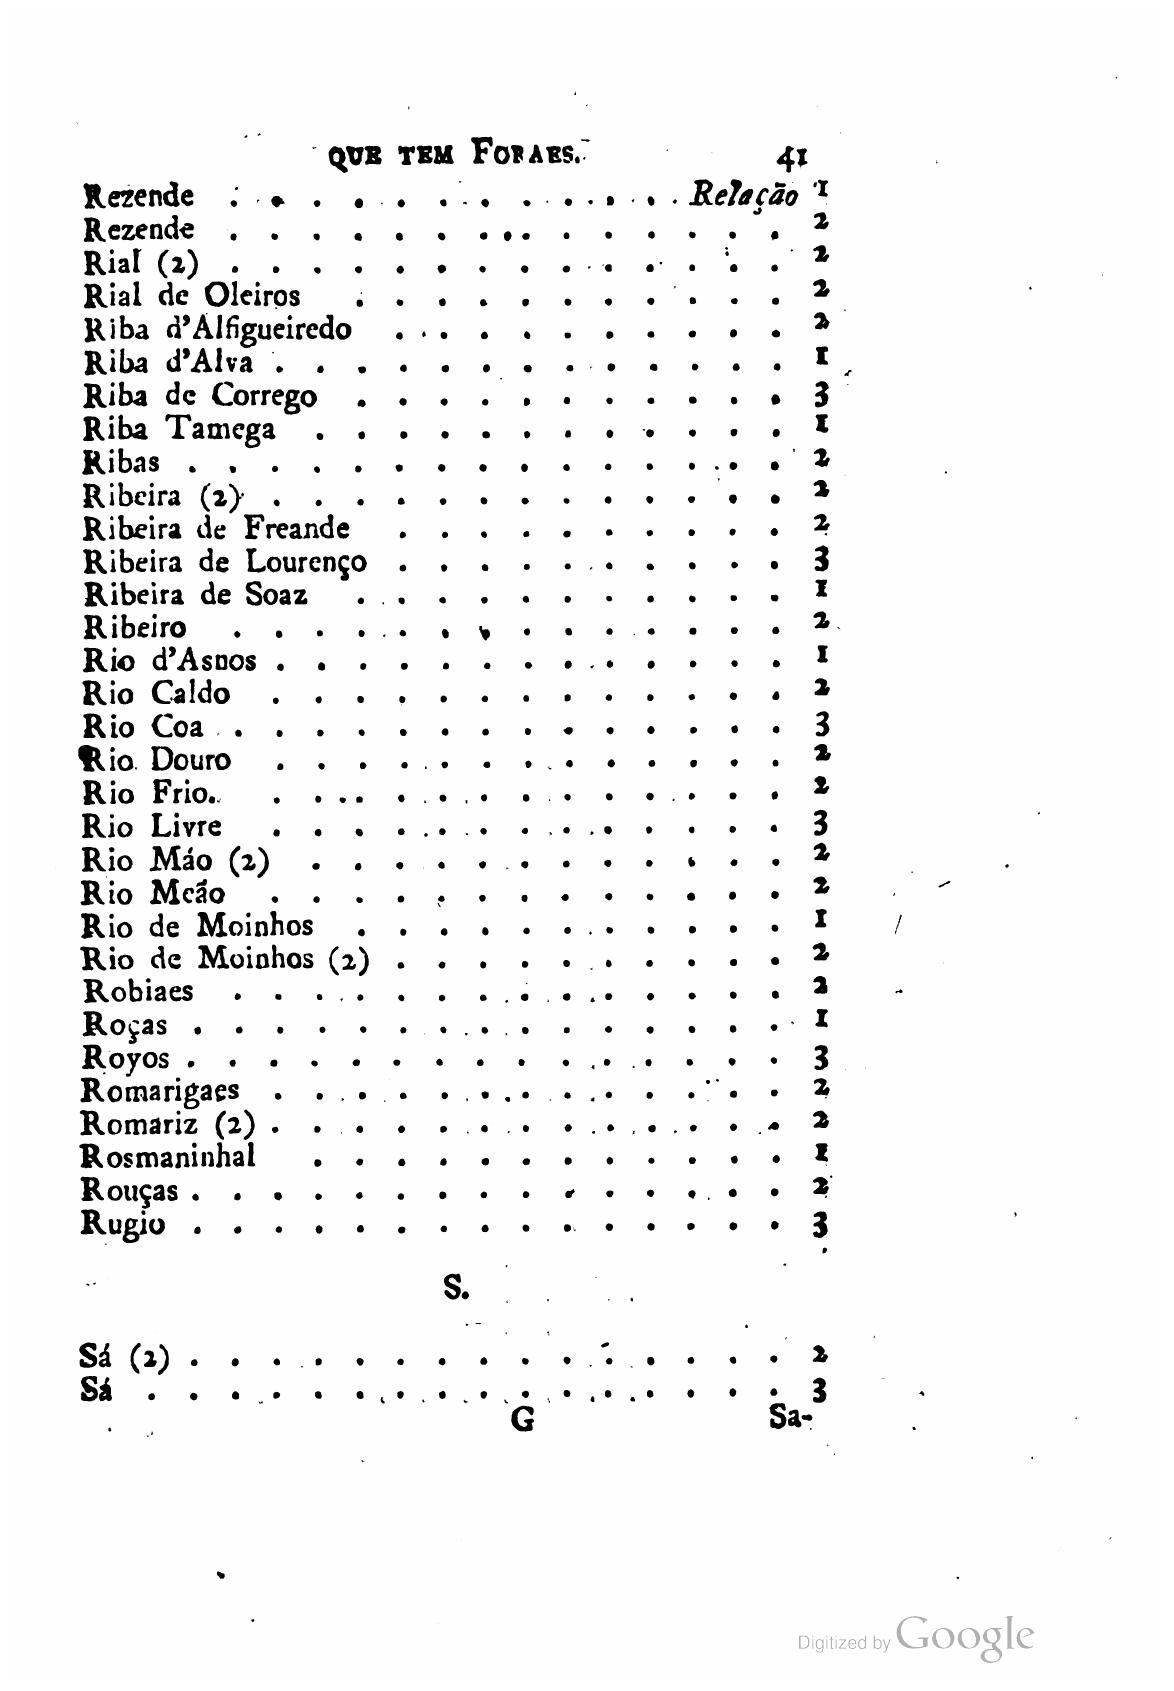 QUE TEM FORAES. 41
Rezende . . . . . . . . . . . Relação 1
Rezende . . . . . . . . . . . . . . 2
Rial (2) . . . . . . . . . . . . . . 2
Rial de Oleiros . . . . . . . . . . . 2
Riba d'Alfigueiredo . . . . . . . . . . 2
Riba d'Alva . . . . . . . . . . . . . 1
Riba de Corrego . . . . . . . . . . . 3
Riba Tamega . . . . . . . . . . . . 1
Ribas . . . . . . . . . . . . . . . 2
Ribeira (2) . . . . . . . . . . . . . 2
Ribeira de Freande . . . . . . . . . . 2
Ribeira de Lourenço . . . . . . . . . . 3
Ribeira de Soaz . . . . . . . . . . . 1
Ribeiro . . . . . . . . . . . . . . 2
Rio d'Asnos . . . . . . . . . . . . . 1
Rio Caldo . . . . . . . . . . . . . 2
Rio Coa . . . . . . . . . . . . . . 3
Rio Douro . . . . . . . . . . . . . 2
Rio Frio . . . . . . . . . . . . . 2
Rio Livre . . . . . . . . . . . . . 3
Rio Máo (2) . . . . . . . . . . . . 2
Rio Meão . . . . . . . . . . . . . 2
Rio de Moinhos . . . . . . . . . . . 1
Rio de Moinhos (2) . . . . . . . . . . 2
Robiaes . . . . . . . . . . . . . . 2
Roças . . . . . . . . . . . . . . . 1
Royos . . . . . . . . . . . . . . . 3
Romarigaes . . . . . . . . . . . . . 2
Romariz (2) . . . . . . . . . . . . . 2
Rosmaninhal . . . . . . . . . . . . 1
Rouças . . . . . . . . . . . . . . . 2
Rugio . . . . . . . . . . . . . . . 3
S.
Sá (2) . . . . . . . . . . . . . . . 2
Sá . . . . . . . . . . . . . . . . 3
G Sa-
Digitized by Google